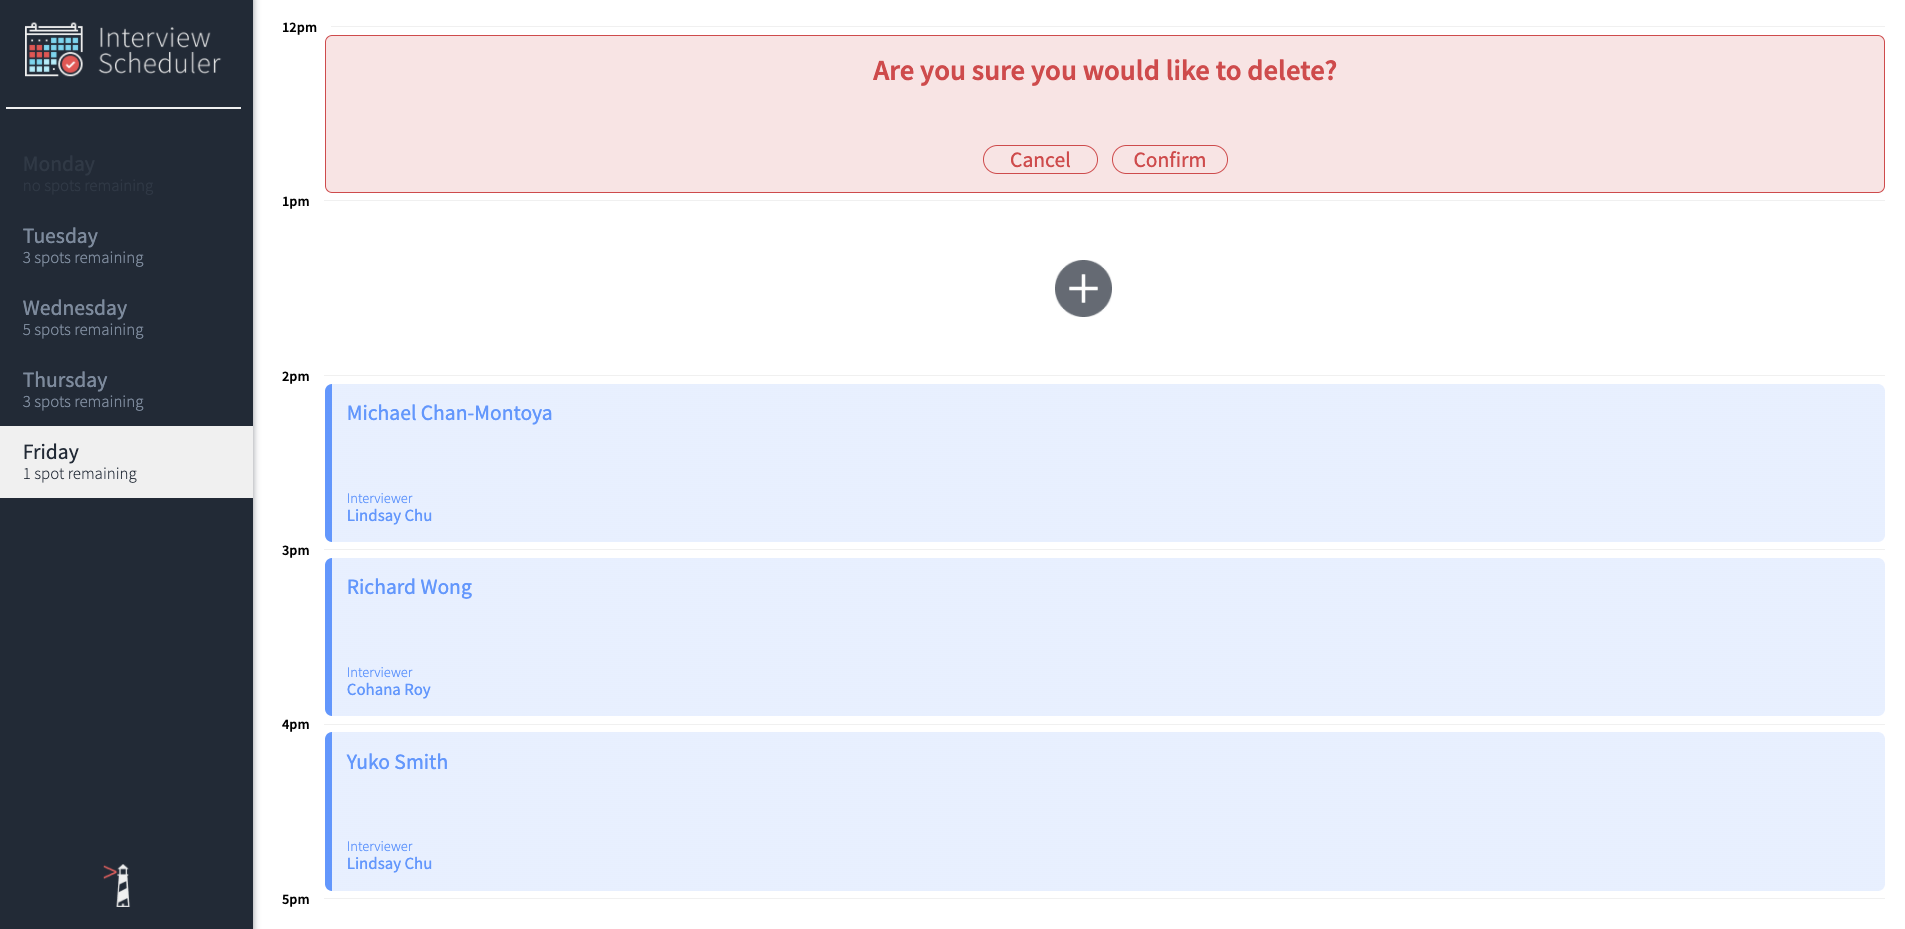 Interview
Scheduler
Monday
no spots remaining
Tuesday
3 spots remaining
Wednesday
5 spots remaining
Thursday
3 spots remaining
Friday
1 spot remaining
12pm
Are you sure you would like to delete?
Cancel Confirm
1pm
2pm
Michael Chan-Montoya
Interviewer
Lindsay Chu
3pm
Richard Wong
Interviewer
Cohana Roy
4pm
Yuko Smith
Interviewer
Lindsay Chu
5pm